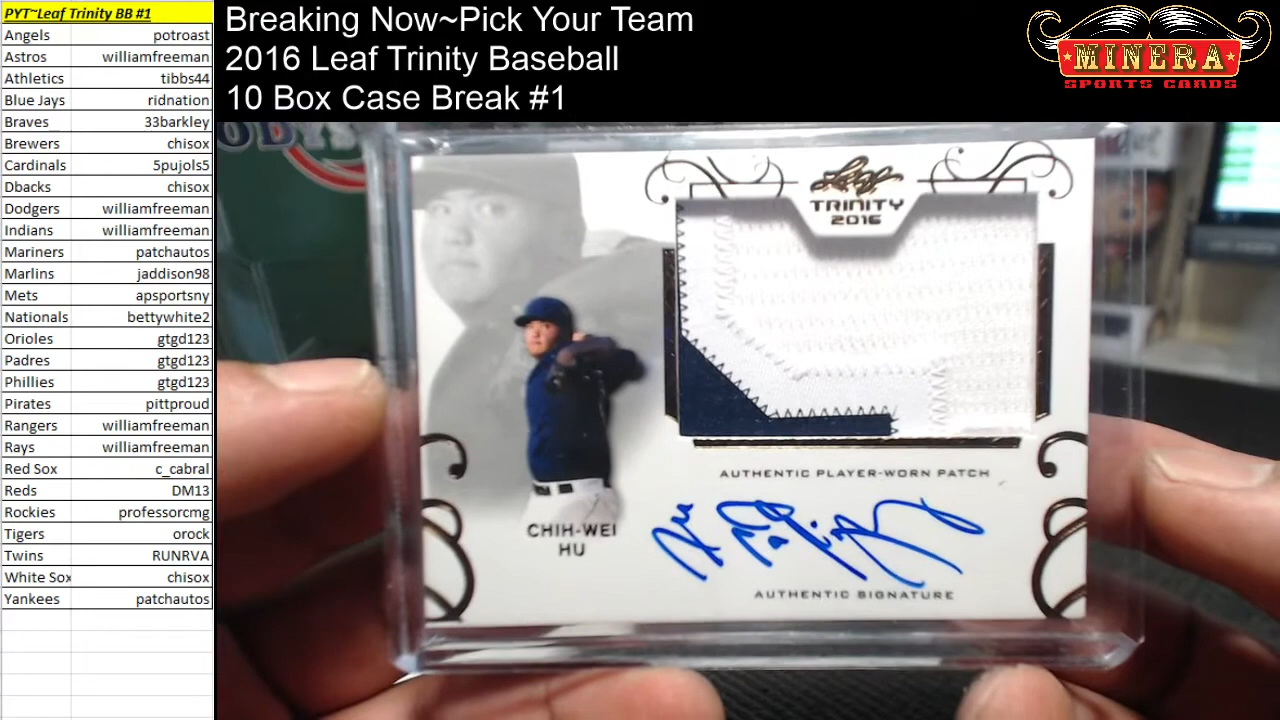 PYT~Leaf Trinity BB #1
Angels potroast
Astros williamfreeman
Athletics tibbs44
Blue Jays ridnation
Braves 33barkley
Brewers chisox
Cardinals 5pujols5
Dbacks chisox
Dodgers williamfreeman
Indians williamfreeman
Mariners patchautos
Marlins jaddison98
Mets apsportsny
Nationals bettywhite2
Orioles gtgd123
Padres gtgd123
Phillies gtgd123
Pirates pittproud
Rangers williamfreeman
Rays williamfreeman
Red Sox c_cabral
Reds DM13
Rockies professorcmg
Tigers orock
Twins RUNRVA
White Sox chisox
Yankees patchautos
Breaking Now~Pick Your Team
2016 Leaf Trinity Baseball
10 Box Case Break #1
MINERA
SPORTS CARDS
Leaf
TRINITY
2016
AUTHENTIC PLAYER-WORN PATCH
CHIH-WEI
HU
AUTHENTIC SIGNATURE